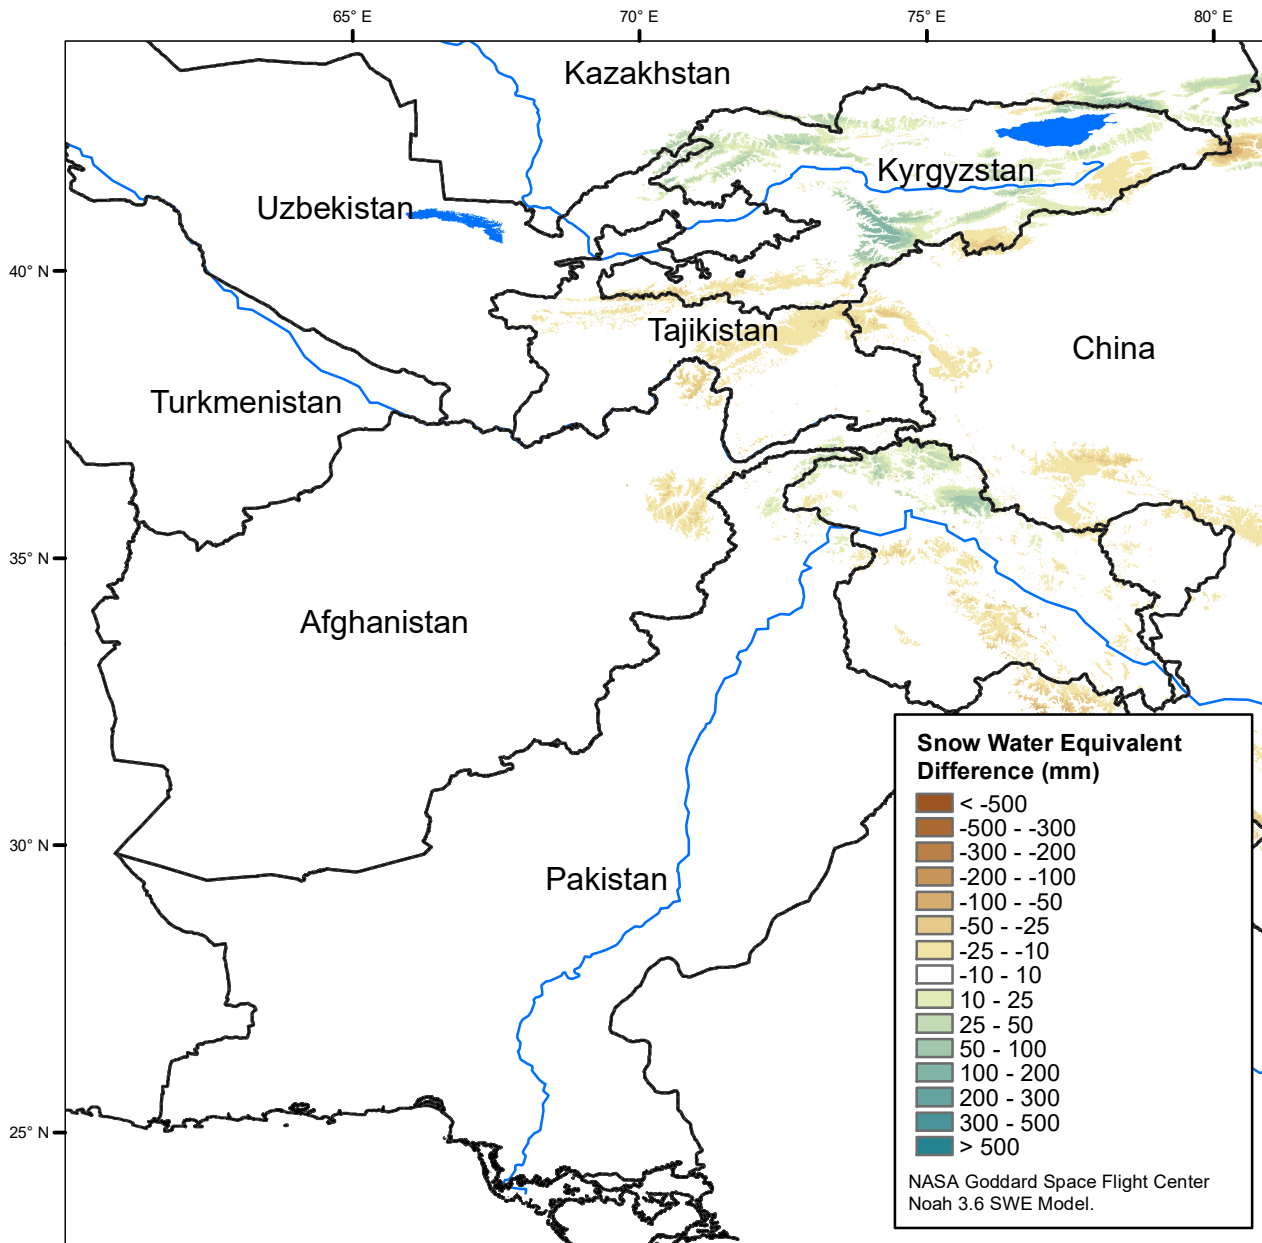 65° E
70° E
75° E
80° E
Kazakhstan
Kyrgyzstan
Uzbekistan
40° N
Tajikistan
China
Turkmenistan
35° N
Afghanistan
30° N
Pakistan
25° N
Snow Water Equivalent
Difference (mm)
< -500
-500 - -300
-300 - -200
-200 - -100
-100 - -50
-50 - -25
-25 - -10
-10 - 10
10 - 25
25 - 50
50 - 100
100 - 200
200 - 300
300 - 500
> 500
NASA Goddard Space Flight Center
Noah 3.6 SWE Model.